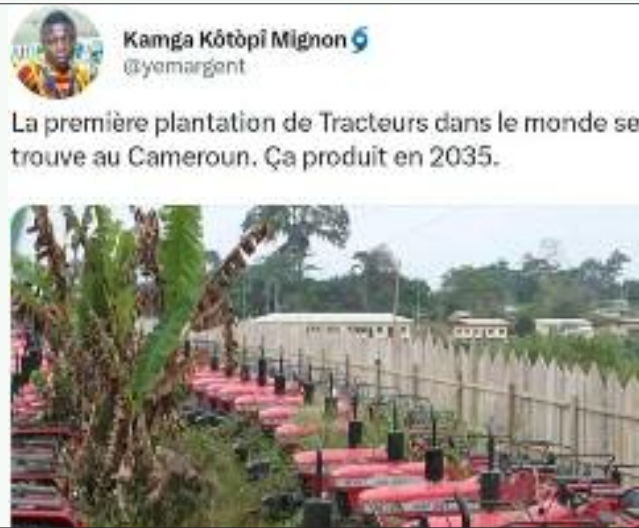 Kamga Kôtòpî Mignon
@yemargent
La première plantation de Tracteurs dans le monde se
trouve au Cameroun. Ça produit en 2035.